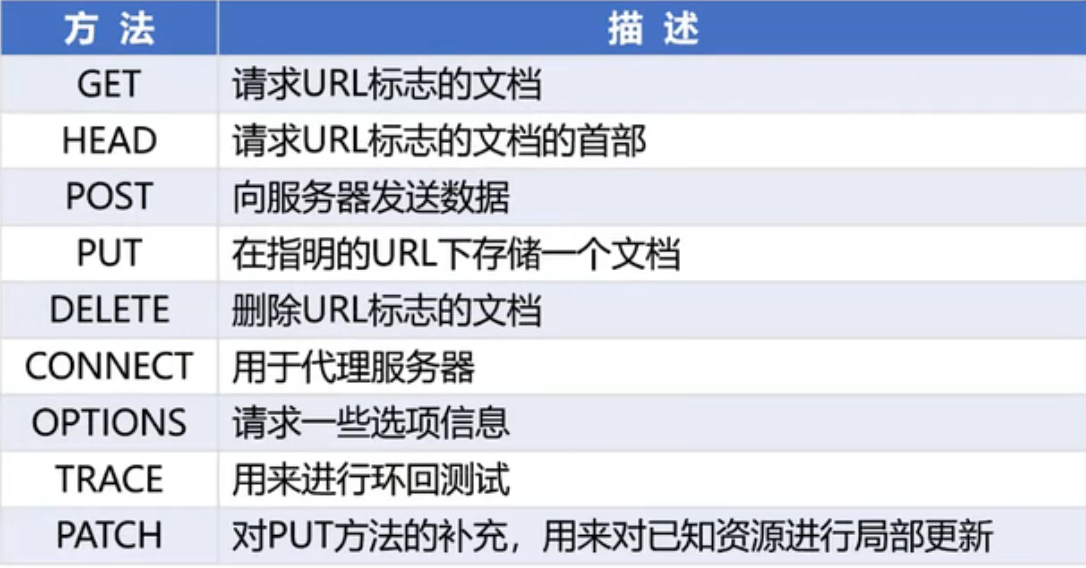 方 法 描 述
GET 请求URL标志的文档
HEAD 请求URL标志的文档的首部
POST 向服务器发送数据
PUT 在指明的URL下存储一个文档
DELETE 删除URL标志的文档
CONNECT 用于代理服务器
OPTIONS 请求一些选项信息
TRACE 用来进行环回测试
PATCH 对PUT方法的补充，用来对已知资源进行局部更新